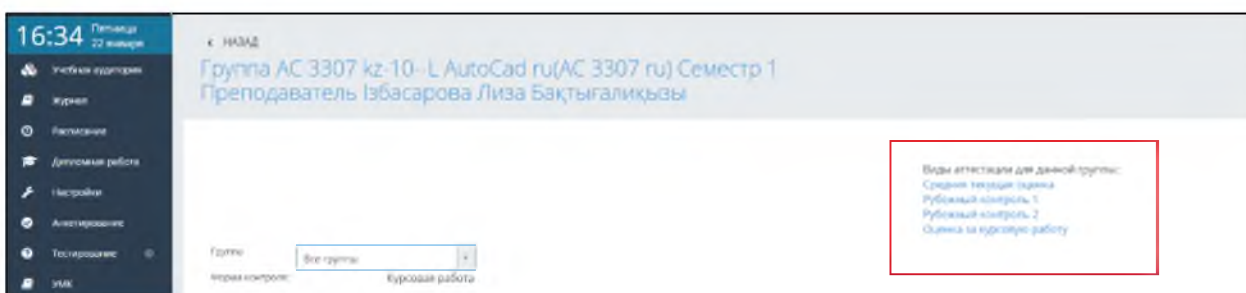 16:34 Пятница
22 января
Учебная аудитория
Журнал
Расписание
Дипломная работа
Настройки
Анкетирование
Тестирование
УМК
НАЗАД
Группа AC 3307 kz-10--L AutoCad ru(AC 3307 ru) Семестр 1
Преподаватель Ізбасарова Лиза Бақтығалиқызы
Виды аттестации для данной группы:
Средняя текущая оценка
Рубежный контроль 1
Рубежный контроль 2
Оценка за курсовую работу
Группа
Все группы
Форма контроля:
Курсовая работа